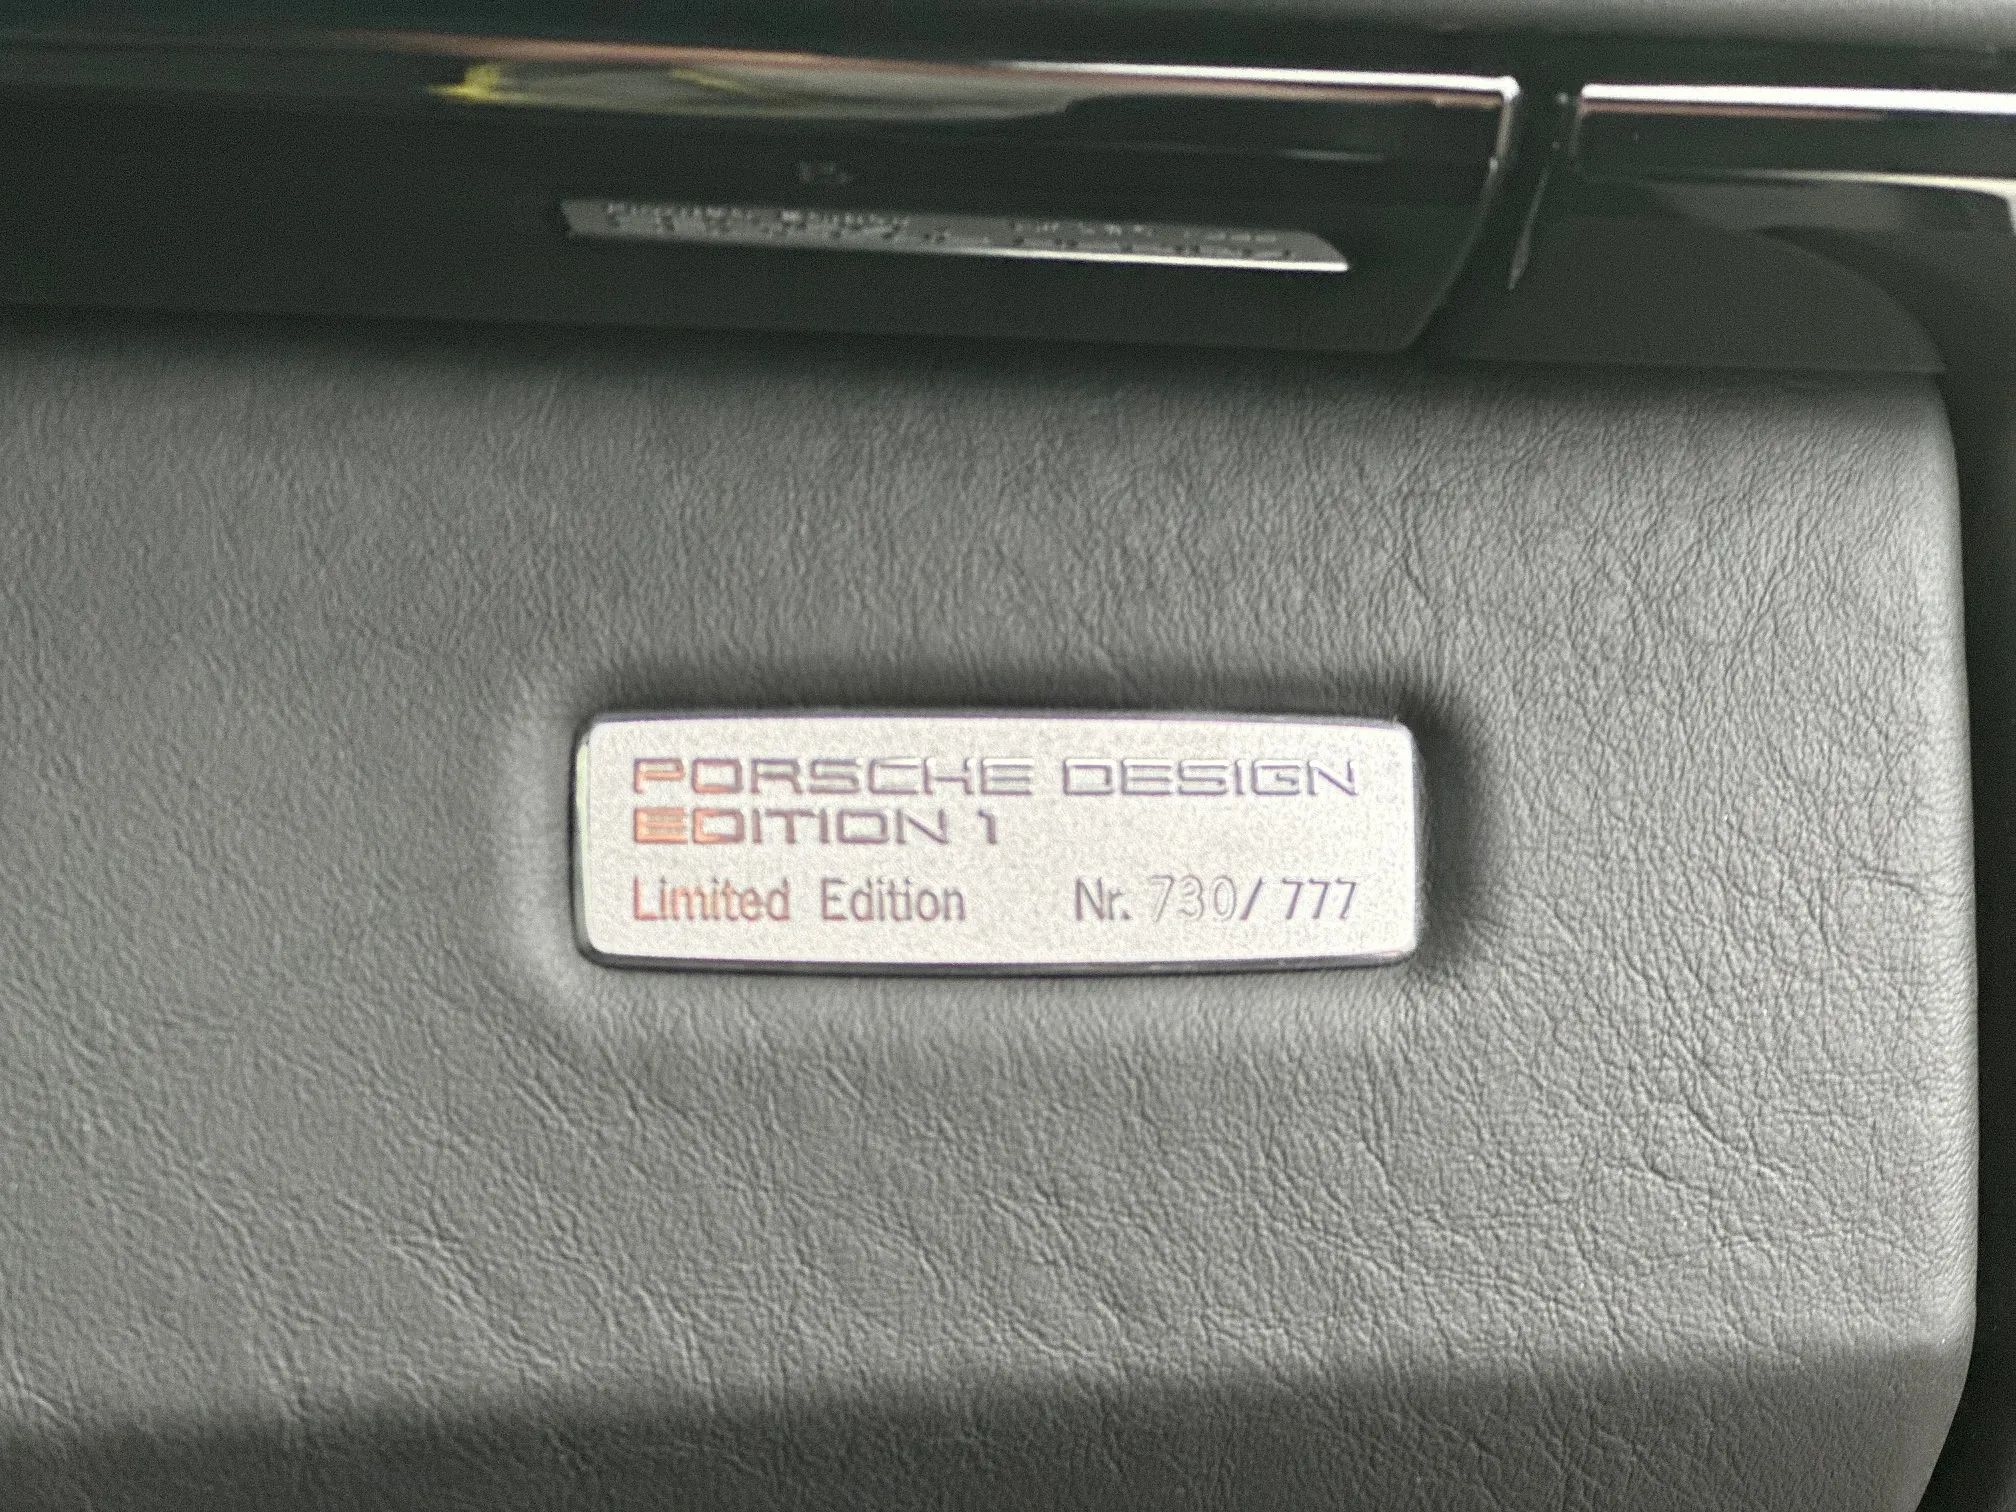 PORSCHE DESIGN
EDITION 1
Limited Edition Nr. 730/777